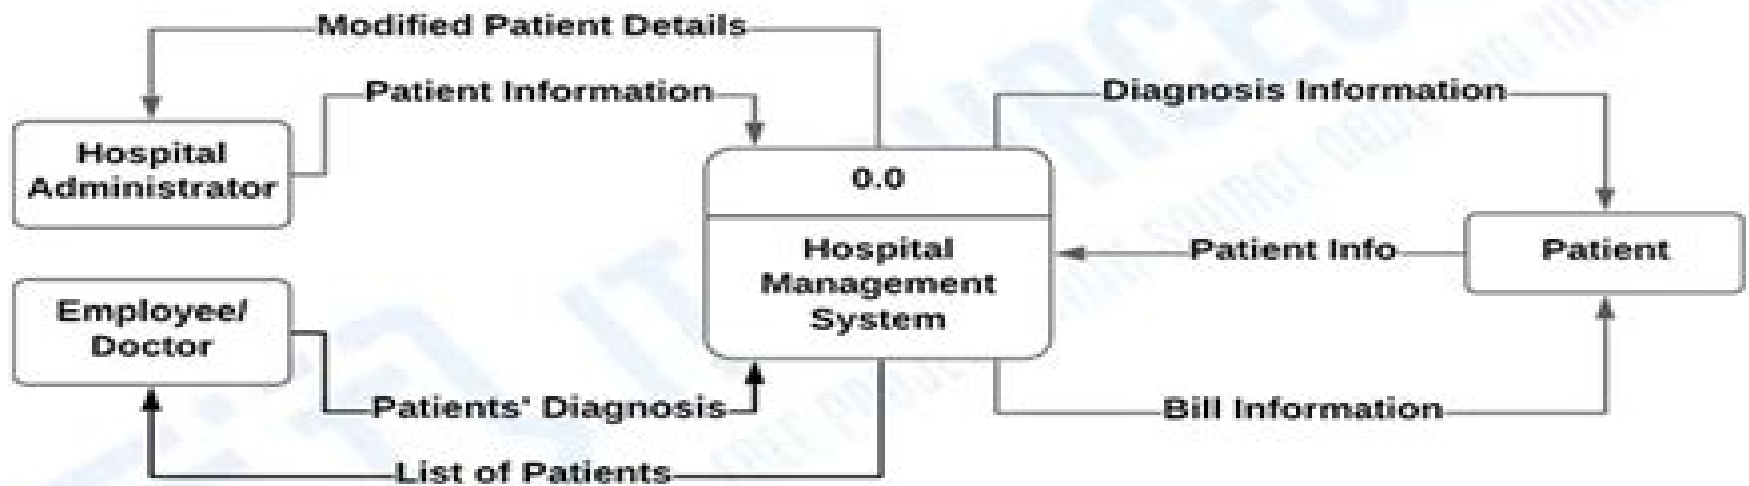 Modified Patient Details
Patient Information
Diagnosis Information
Hospital
Administrator
0.0
Hospital
Management
System
Patient Info
Patient
Employee/
Doctor
Patients' Diagnosis
Bill Information
List of Patients